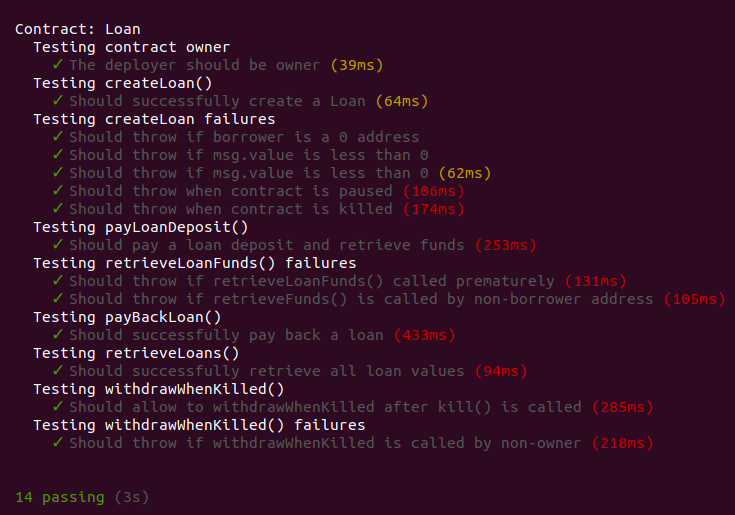 Contract: Loan
Testing contract owner
✓ The deployer should be owner (39ms)
Testing createLoan()
✓ Should successfully create a Loan (64ms)
Testing createLoan failures
✓ Should throw if borrower is a 0 address
✓ Should throw if msg.value is less than 0
✓ Should throw if msg.value is less than 0 (62ms)
✓ Should throw when contract is paused (106ms)
✓ Should throw when contract is killed (174ms)
Testing payLoanDeposit()
✓ Should pay a loan deposit and retrieve funds (253ms)
Testing retrieveLoanFunds() failures
✓ Should throw if retrieveLoanFunds() called prematurely (131ms)
✓ Should throw if retrieveFunds() is called by non-borrower address (105ms)
Testing payBackLoan()
✓ Should successfully pay back a loan (433ms)
Testing retrieveLoans()
✓ Should successfully retrieve all loan values (94ms)
Testing withdrawWhenKilled()
✓ Should allow to withdrawWhenKilled after kill() is called (285ms)
Testing withdrawWhenKilled() failures
✓ Should throw if withdrawWhenKilled is called by non-owner (218ms)
14 passing (3s)